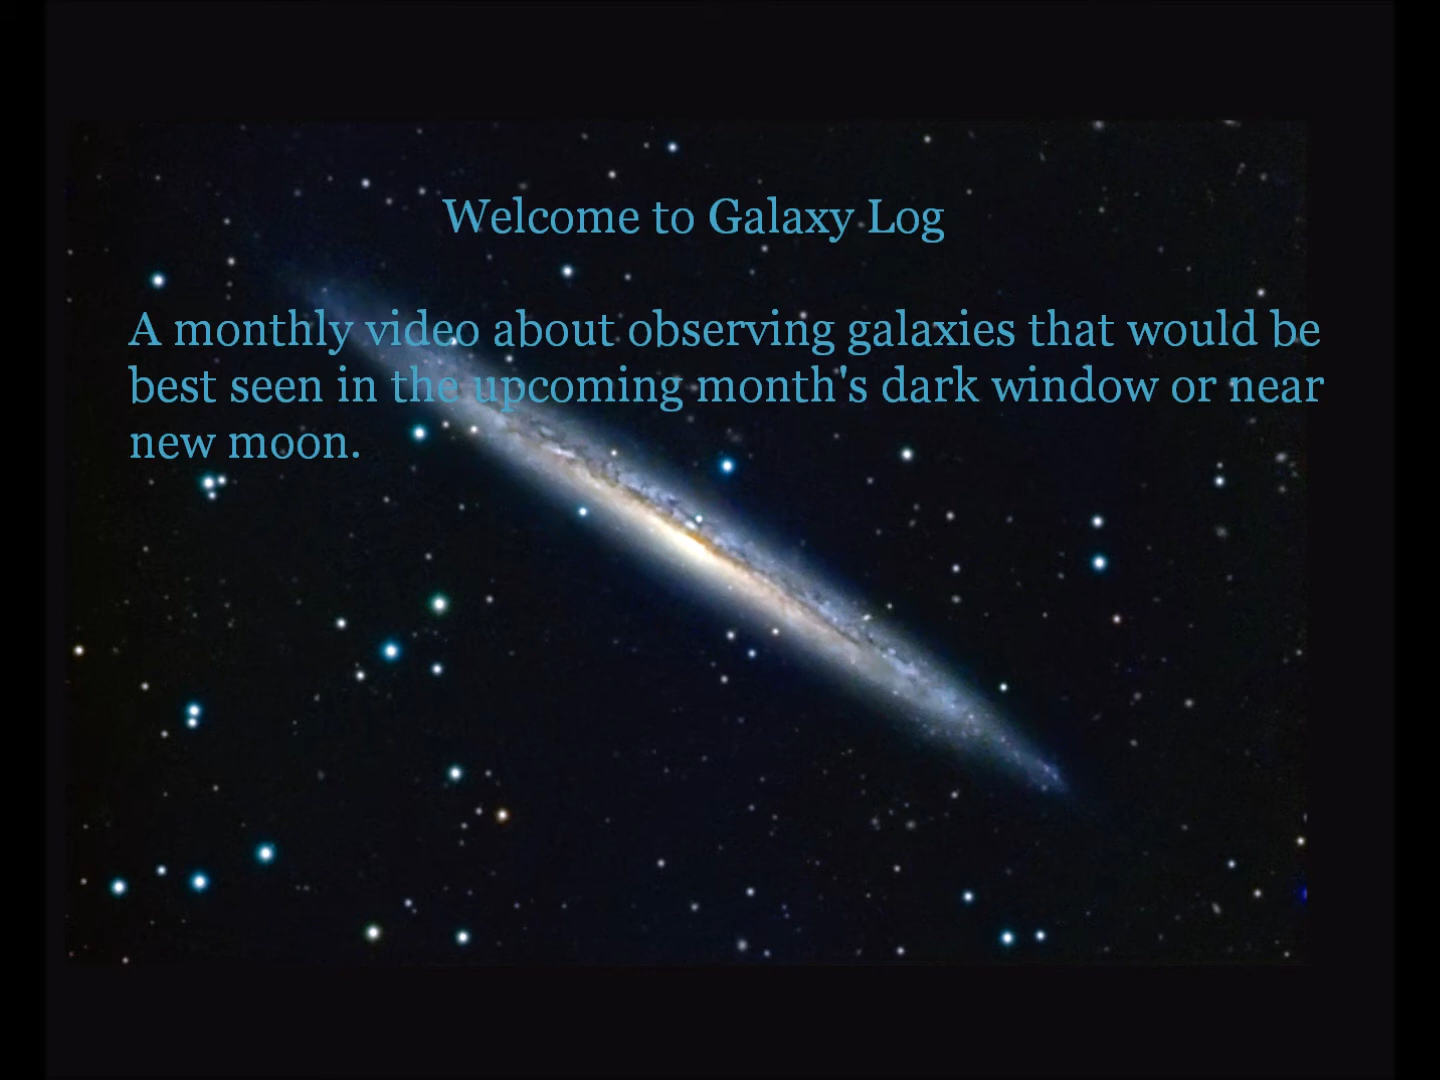 Welcome to Galaxy Log
A monthly video about observing galaxies that would be
best seen in the upcoming month's dark window or near
new moon.